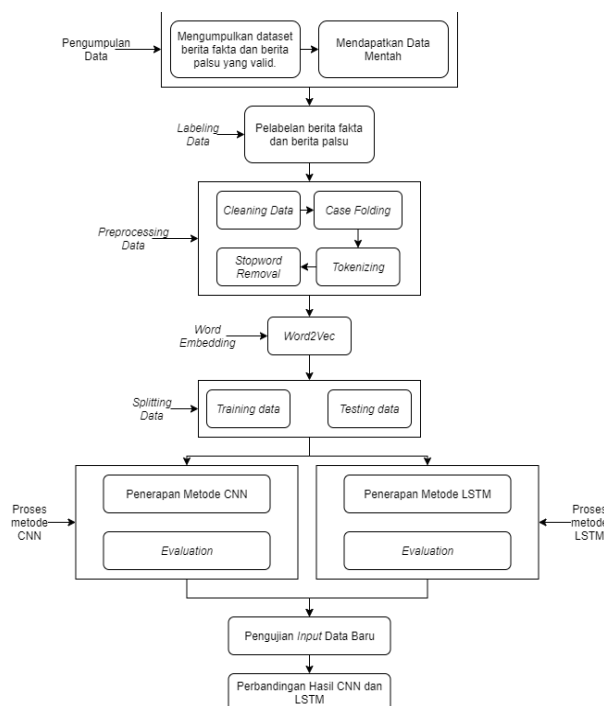 Pengumpulan
Data
Mengumpulkan dataset
berita fakta dan berita
palsu yang valid.
Mendapatkan Data
Mentah
Labeling
Data
Pelabelan berita fakta
dan berita palsu
Preprocessing
Data
Cleaning Data
Case Folding
Stopword
Removal
Tokenizing
Word
Embedding
Word2Vec
Splitting
Data
Training data
Testing data
Proses
metode
CNN
Penerapan Metode CNN
Evaluation
Penerapan Metode LSTM
Evaluation
Proses
metode
LSTM
Pengujian Input Data Baru
Perbandingan Hasil CNN dan
LSTM